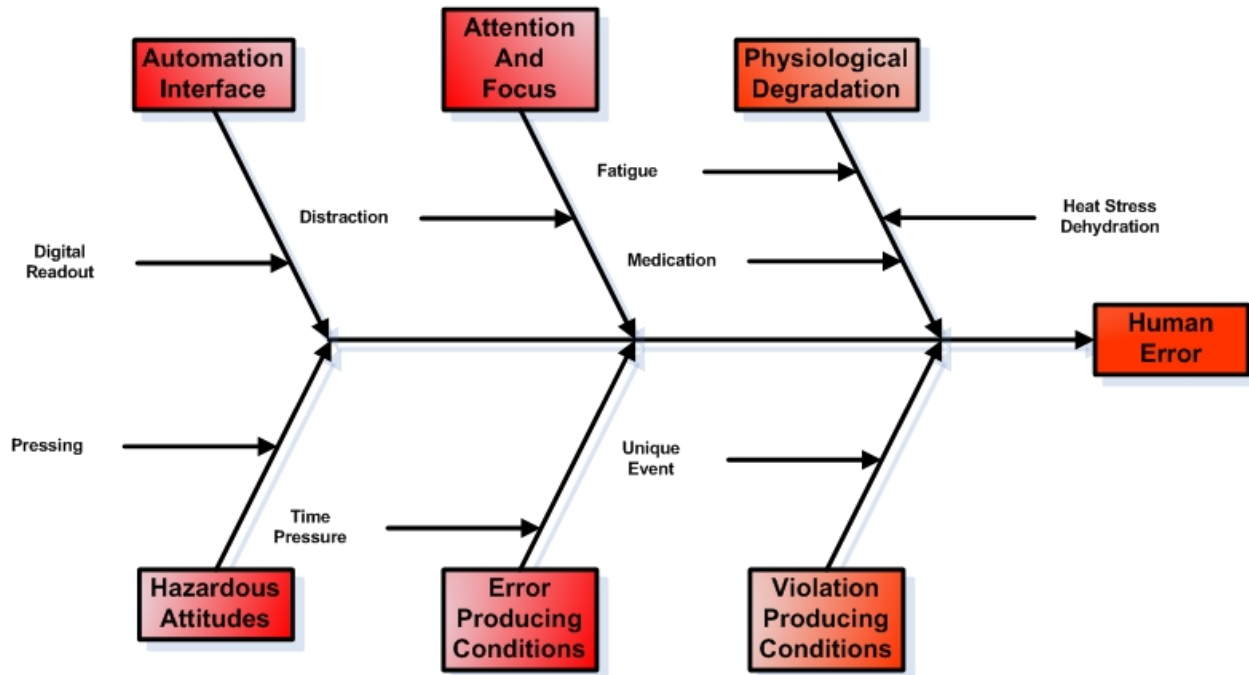 Automation
Interface
Attention
And
Focus
Physiological
Degradation
Fatigue
Distraction
Heat Stress
Dehydration
Digital
Readout
Medication
Human
Error
Pressing
Unique
Event
Time
Pressure
Hazardous
Attitudes
Error
Producing
Conditions
Violation
Producing
Conditions